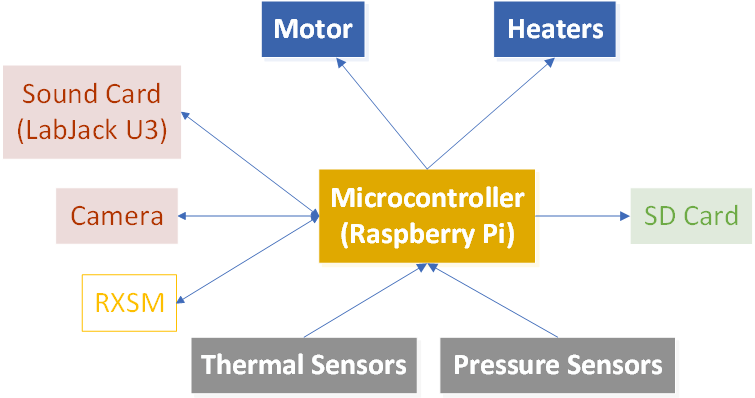 Motor
Heaters
Sound Card
(LabJack U3)
Microcontroller
(Raspberry Pi)
Camera
SD Card
RXSM
Thermal Sensors
Pressure Sensors